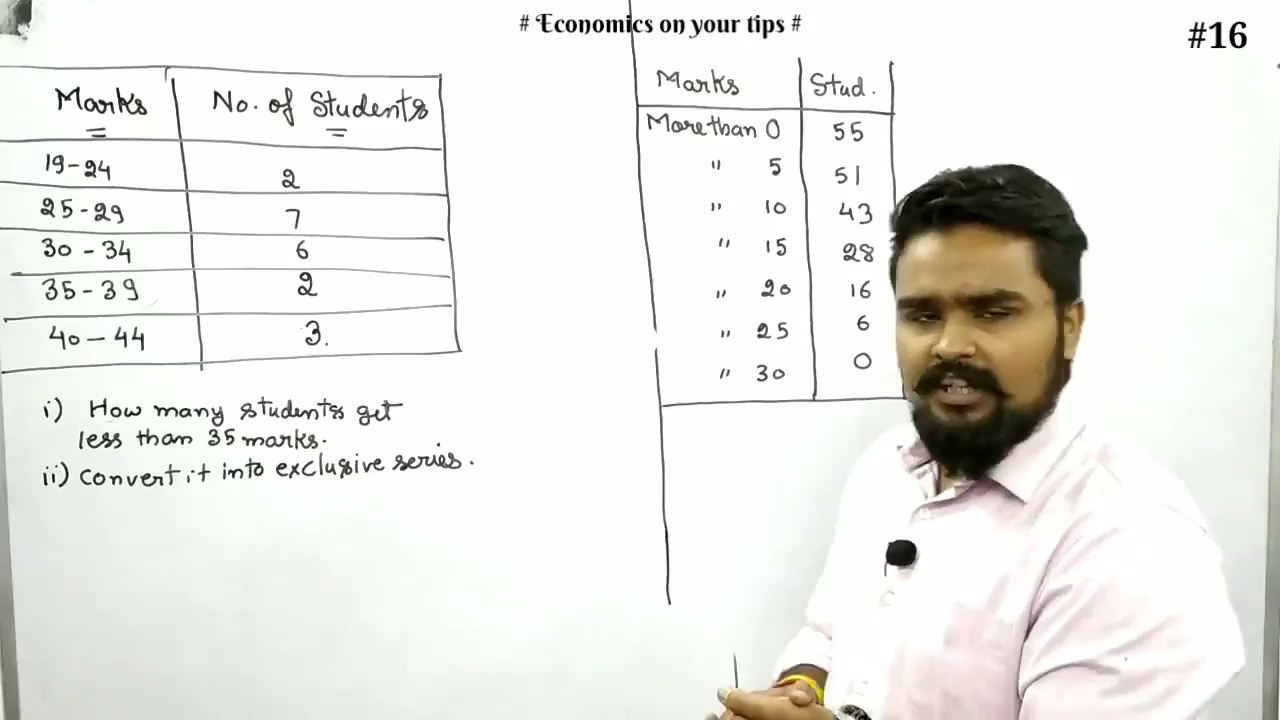 # Economics on your tips #
#16
Marks No. of Students
19-24 2
25-29 7
30-34 6
35-39 2
40-44 3.
i) How many students get
less than 35 marks.
ii) Convert it into exclusive series.
Marks Stud.
More than 0 55
" 5 51
" 10 43
" 15 28
" 20 16
" 25 6
" 30 0